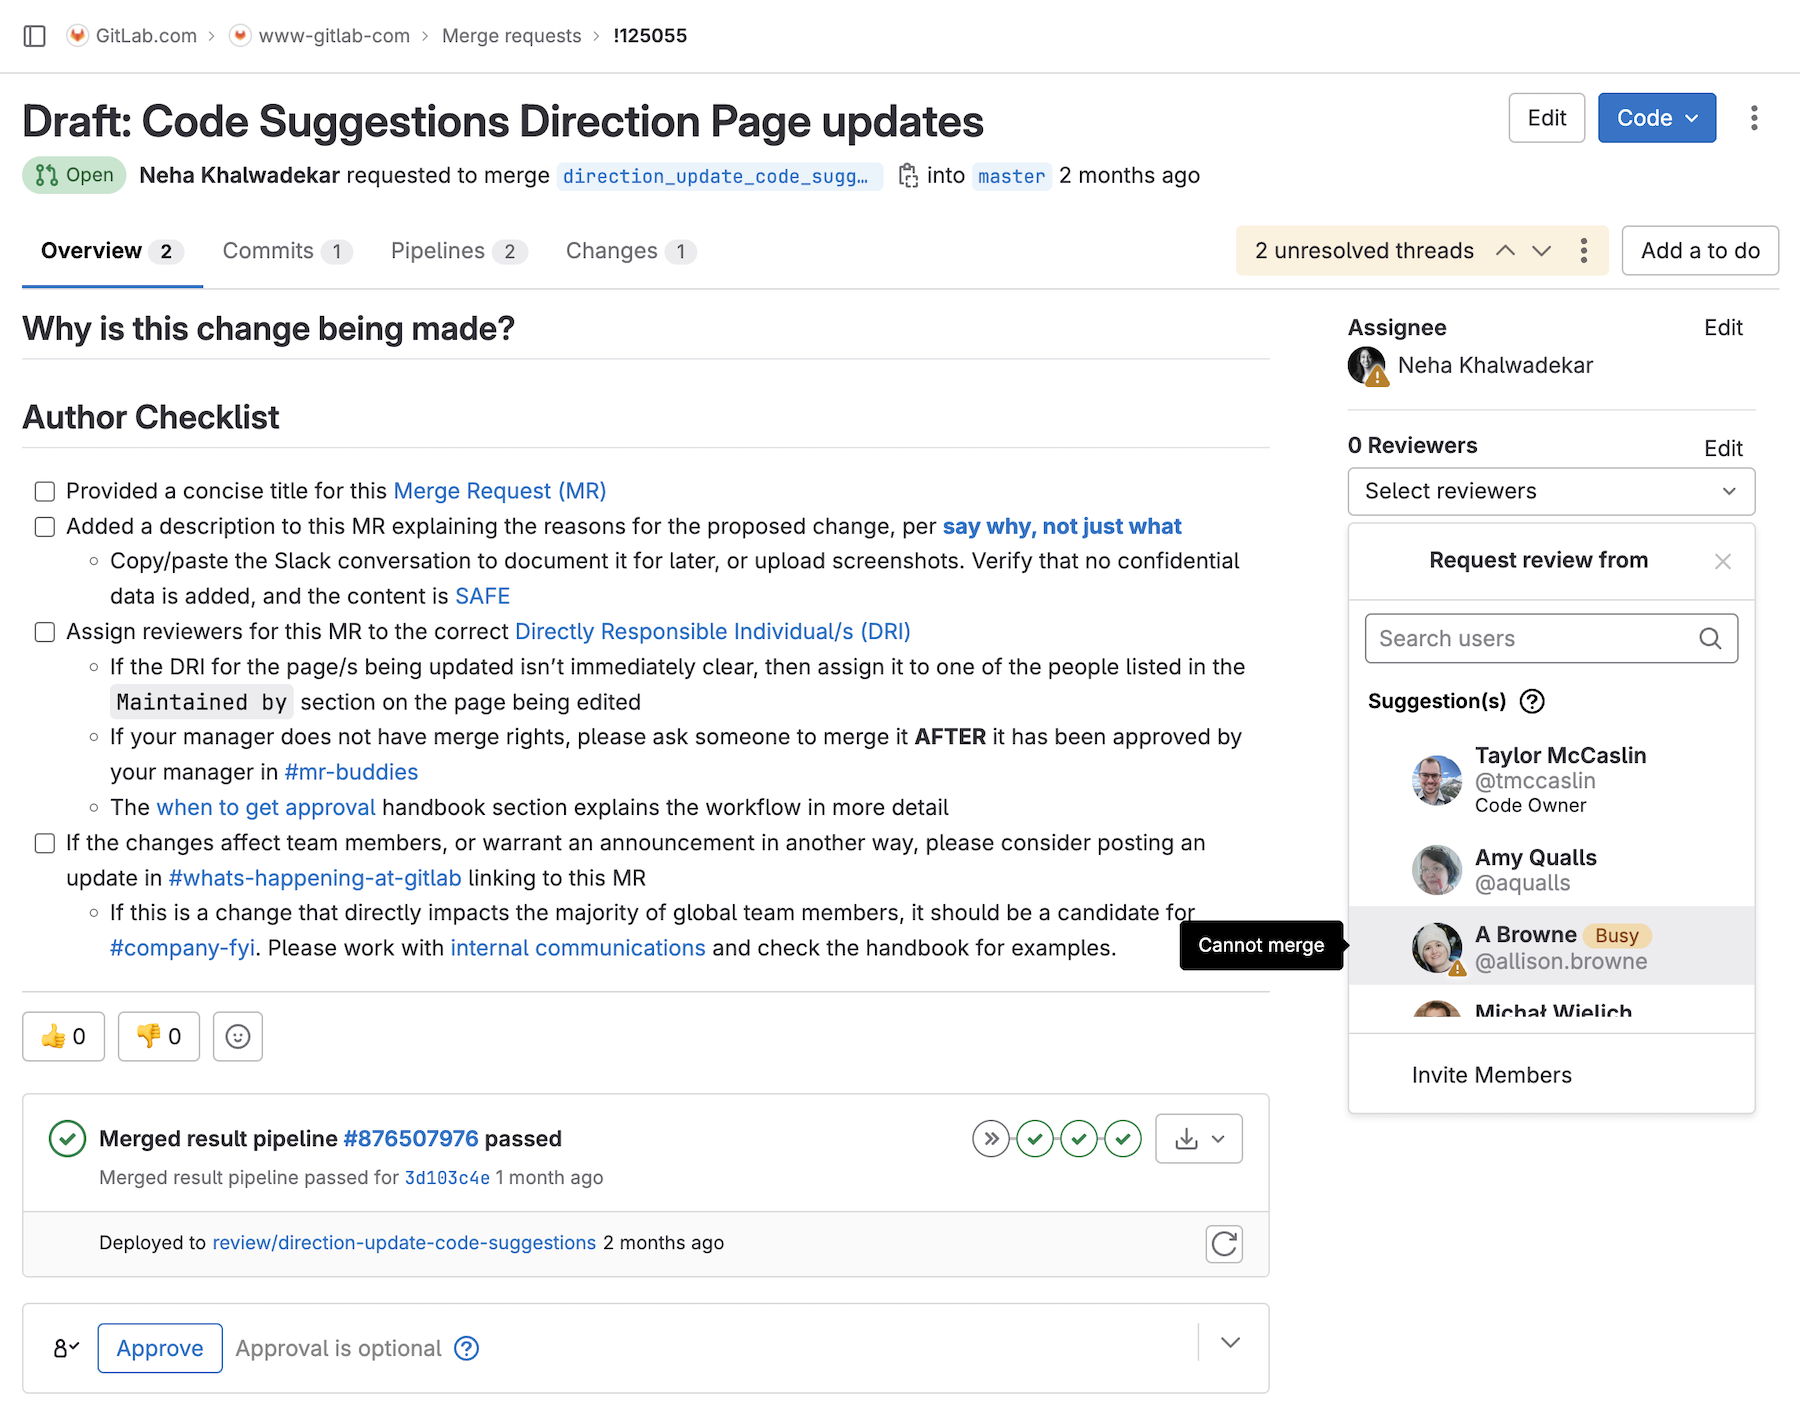 GitLab.com > www-gitlab-com > Merge requests > !125055
Draft: Code Suggestions Direction Page updates
Edit
Code
Open Neha Khalwadekar requested to merge direction_update_code_sugg… into master 2 months ago
Overview 2
Commits 1
Pipelines 2
Changes 1
2 unresolved threads
Add a to do
Why is this change being made?
Author Checklist
Provided a concise title for this Merge Request (MR)
Added a description to this MR explaining the reasons for the proposed change, per say why, not just what
Copy/paste the Slack conversation to document it for later, or upload screenshots. Verify that no confidential
data is added, and the content is SAFE
Assign reviewers for this MR to the correct Directly Responsible Individual/s (DRI)
If the DRI for the page/s being updated isn’t immediately clear, then assign it to one of the people listed in the
Maintained by section on the page being edited
If your manager does not have merge rights, please ask someone to merge it AFTER it has been approved by
your manager in #mr-buddies
The when to get approval handbook section explains the workflow in more detail
If the changes affect team members, or warrant an announcement in another way, please consider posting an
update in #whats-happening-at-gitlab linking to this MR
If this is a change that directly impacts the majority of global team members, it should be a candidate for
#company-fyi. Please work with internal communications and check the handbook for examples.
👍 0
👎 0
Merged result pipeline #876507976 passed
Merged result pipeline passed for 3d103c4e 1 month ago
Deployed to review/direction-update-code-suggestions 2 months ago
Approve
Approval is optional
Assignee
Edit
Neha Khalwadekar
0 Reviewers
Edit
Select reviewers
Request review from
Search users
Suggestion(s)
Taylor McCaslin
@tmccaslin
Code Owner
Amy Qualls
@aqualls
Cannot merge
A Browne Busy
@allison.browne
Michał Wielich
Invite Members